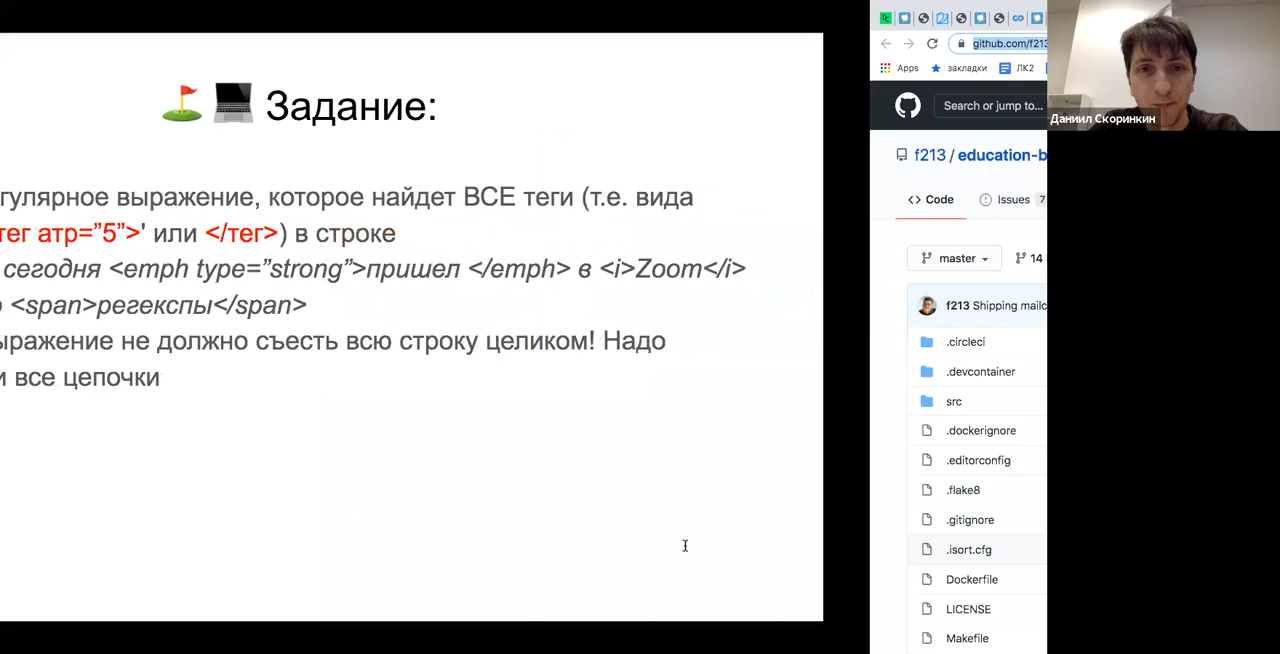 Задание:
гулярное выражение, которое найдет ВСЕ теги (т.е. вида
тег атр=”5”>' или </тег>) в строке
сегодня <emph type=”strong”>пришел </emph> в <i>Zoom</i>
<span>регекспы</span>
ыражение не должно съесть всю строку целиком! Надо
и все цепочки
github.com/f213
Apps
закладки
ЛК2
Search or jump to...
Даниил Скоринкин
f213 / education-b
<> Code
Issues 7
master
14
f213 Shipping mailc
.circleci
.devcontainer
src
.dockerignore
.editorconfig
.flake8
.gitignore
.isort.cfg
Dockerfile
LICENSE
Makefile